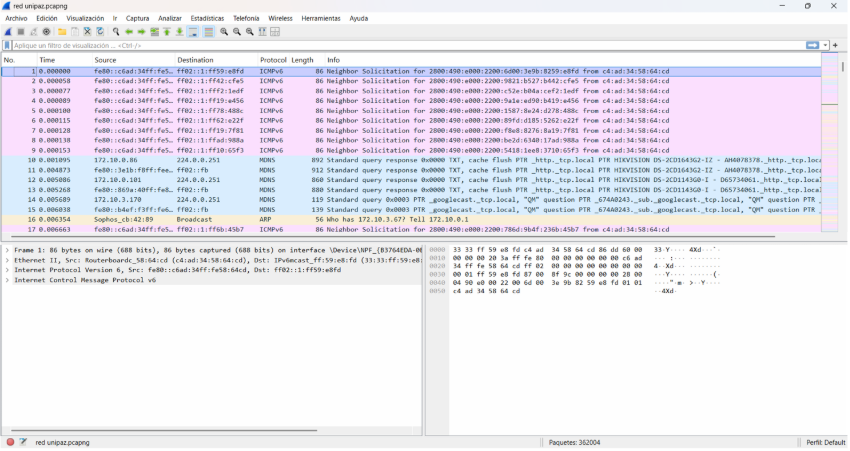 red unipaz.pcapng
Archivo Edición Visualización Ir Captura Analizar Estadísticas Telefonía Wireless Herramientas Ayuda
Aplique un filtro de visualización ... <Ctrl-/>
No. Time Source Destination Protocol Length Info
1 0.000000 fe80::c6ad:34ff:fe5… ff02::1:ff59:e8fd ICMPv6 86 Neighbor Solicitation for 2800:490:e000:2200:6d00:3e9b:8259:e8fd from c4:ad:34:58:64:cd
2 0.000058 fe80::c6ad:34ff:fe5… ff02::1:ff42:cfe5 ICMPv6 86 Neighbor Solicitation for 2800:490:e000:2200:9821:b527:b442:cfe5 from c4:ad:34:58:64:cd
3 0.000077 fe80::c6ad:34ff:fe5… ff02::1:fff2:1edf ICMPv6 86 Neighbor Solicitation for 2800:490:e000:2200:c52e:b04a:cef2:1edf from c4:ad:34:58:64:cd
4 0.000089 fe80::c6ad:34ff:fe5… ff02::1:ff19:e456 ICMPv6 86 Neighbor Solicitation for 2800:490:e000:2200:9a1e:ed98:b419:e456 from c4:ad:34:58:64:cd
5 0.000100 fe80::c6ad:34ff:fe5… ff02::1:ff78:488c ICMPv6 86 Neighbor Solicitation for 2800:490:e000:2200:1587:8e24:d278:488c from c4:ad:34:58:64:cd
6 0.000115 fe80::c6ad:34ff:fe5… ff02::1:ff62:e22f ICMPv6 86 Neighbor Solicitation for 2800:490:e000:2200:89fd:d185:5262:e22f from c4:ad:34:58:64:cd
7 0.000128 fe80::c6ad:34ff:fe5… ff02::1:ff19:7f81 ICMPv6 86 Neighbor Solicitation for 2800:490:e000:2200:f8e8:8276:8a19:7f81 from c4:ad:34:58:64:cd
8 0.000138 fe80::c6ad:34ff:fe5… ff02::1:ffad:988a ICMPv6 86 Neighbor Solicitation for 2800:490:e000:2200:be2d:6340:17ad:988a from c4:ad:34:58:64:cd
9 0.000153 fe80::c6ad:34ff:fe5… ff02::1:ff10:65f3 ICMPv6 86 Neighbor Solicitation for 2800:490:e000:2200:5418:1ee8:3710:65f3 from c4:ad:34:58:64:cd
10 0.001095 172.10.0.86 224.0.0.251 MDNS 892 Standard query response 0x0000 TXT, cache flush PTR _http._tcp.local PTR HIKVISION DS-2CD1643G2-IZ - AH4078378._http._tcp.loca
11 0.004873 fe80::3e1b:f8ff:fee… ff02::fb MDNS 912 Standard query response 0x0000 TXT, cache flush PTR _http._tcp.local PTR HIKVISION DS-2CD1643G2-IZ - AH4078378._http._tcp.loca
12 0.005086 172.10.0.101 224.0.0.251 MDNS 860 Standard query response 0x0000 TXT, cache flush PTR _http._tcp.local PTR HIKVISION DS-2CD1143G0-I - D65734061._http._tcp.local
13 0.005268 fe80::869a:40ff:fe8… ff02::fb MDNS 880 Standard query response 0x0000 TXT, cache flush PTR _http._tcp.local PTR HIKVISION DS-2CD1143G0-I - D65734061._http._tcp.local
14 0.005689 172.10.3.170 224.0.0.251 MDNS 119 Standard query 0x0003 PTR _googlecast._tcp.local, "QM" question PTR _674A0243._sub._googlecast._tcp.local, "QM" question PTR _
15 0.006038 fe80::b4ef:f3ff:fe6… ff02::fb MDNS 139 Standard query 0x0003 PTR _googlecast._tcp.local, "QM" question PTR _674A0243._sub._googlecast._tcp.local, "QM" question PTR _
16 0.006354 Sophos_cb:42:89 Broadcast ARP 56 Who has 172.10.3.67? Tell 172.10.0.1
17 0.006663 fe80::c6ad:34ff:fe5… ff02::1:ff6b:45b7 ICMPv6 86 Neighbor Solicitation for 2800:490:e000:2200:786d:9b4f:236b:45b7 from c4:ad:34:58:64:cd
Frame 1: 86 bytes on wire (688 bits), 86 bytes captured (688 bits) on interface \Device\NPF_{B3764EDA-0E
Ethernet II, Src: Routerboardc_58:64:cd (c4:ad:34:58:64:cd), Dst: IPv6mcast_ff:59:e8:fd (33:33:ff:59:e8:
Internet Protocol Version 6, Src: fe80::c6ad:34ff:fe58:64cd, Dst: ff02::1:ff59:e8fd
Internet Control Message Protocol v6
0000 33 33 ff 59 e8 fd c4 ad 34 58 64 cd 86 dd 60 00 33·Y···· 4Xd···`·
0010 00 00 00 20 3a ff fe 80 00 00 00 00 00 00 c6 ad ··· :··· ········
0020 34 ff fe 58 64 cd ff 02 00 00 00 00 00 00 00 00 4··Xd··· ········
0030 00 01 ff 59 e8 fd 87 00 8f 9c 00 00 00 00 28 00 ···Y···· ······(·
0040 04 90 e0 00 22 00 6d 00 3e 9b 82 59 e8 fd 01 01 ····"·m· >··Y····
0050 c4 ad 34 58 64 cd ··4Xd·
red unipaz.pcapng Paquetes: 362004 Perfil: Default